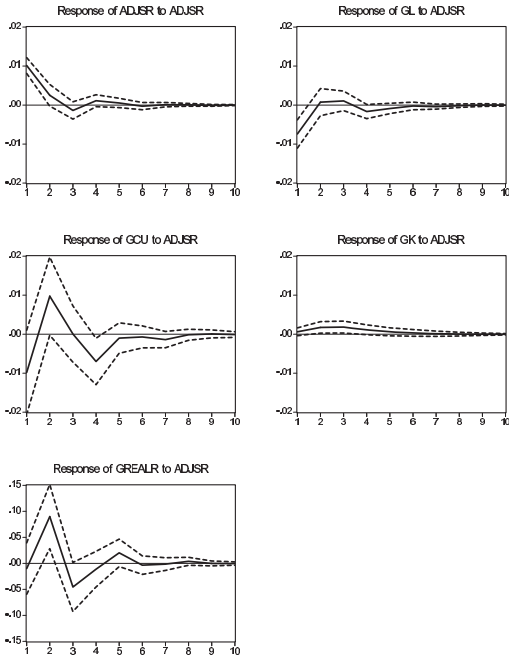 Response of ADJSR to ADJSR
.02
.01
.00
-.01
-.02
1 2 3 4 5 6 7 8 9 10
Response of GL to ADJSR
.02
.01
.00
-.01
-.02
1 2 3 4 5 6 7 8 9 10
Response of GCU to ADJSR
.02
.01
.00
-.01
-.02
1 2 3 4 5 6 7 8 9 10
Response of GK to ADJSR
.02
.01
.00
-.01
-.02
1 2 3 4 5 6 7 8 9 10
Response of GREALR to ADJSR
.15
.10
.05
.00
-.05
-.10
-.15
1 2 3 4 5 6 7 8 9 10